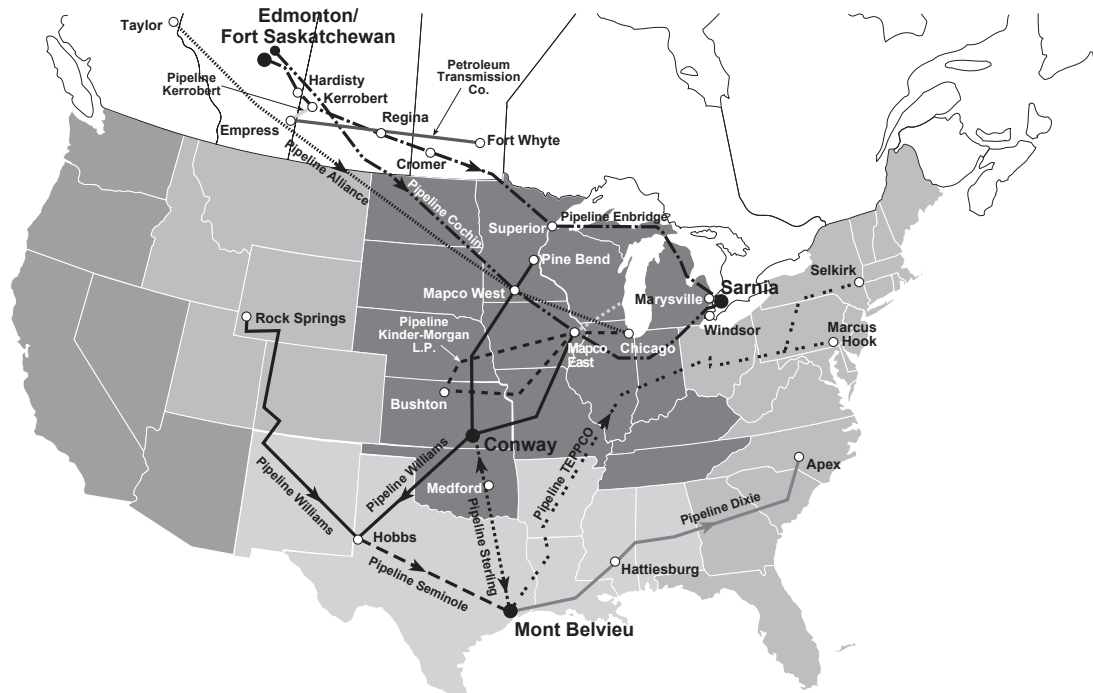 Edmonton/
Fort Saskatchewan
Taylor
Petroleum
Transmission
Co.
Pipeline
Kerrobert
Hardisty
Kerrobert
Empress
Regina
Fort Whyte
Cromer
Pipeline Alliance
Pipeline Cochin
Superior
Pipeline Enbridge
Pine Bend
Selkirk
Mapco West
Marysville
Sarnia
Rock Springs
Windsor
Pipeline
Kinder-Morgan
L.P.
Marcus
Hook
Mapco
East
Chicago
Bushton
Conway
Pipeline Williams
Medford
Pipeline TEPPCO
Apex
Pipeline Williams
Pipeline Sterling
Pipeline Dixie
Hobbs
Hattiesburg
Pipeline Seminole
Mont Belvieu